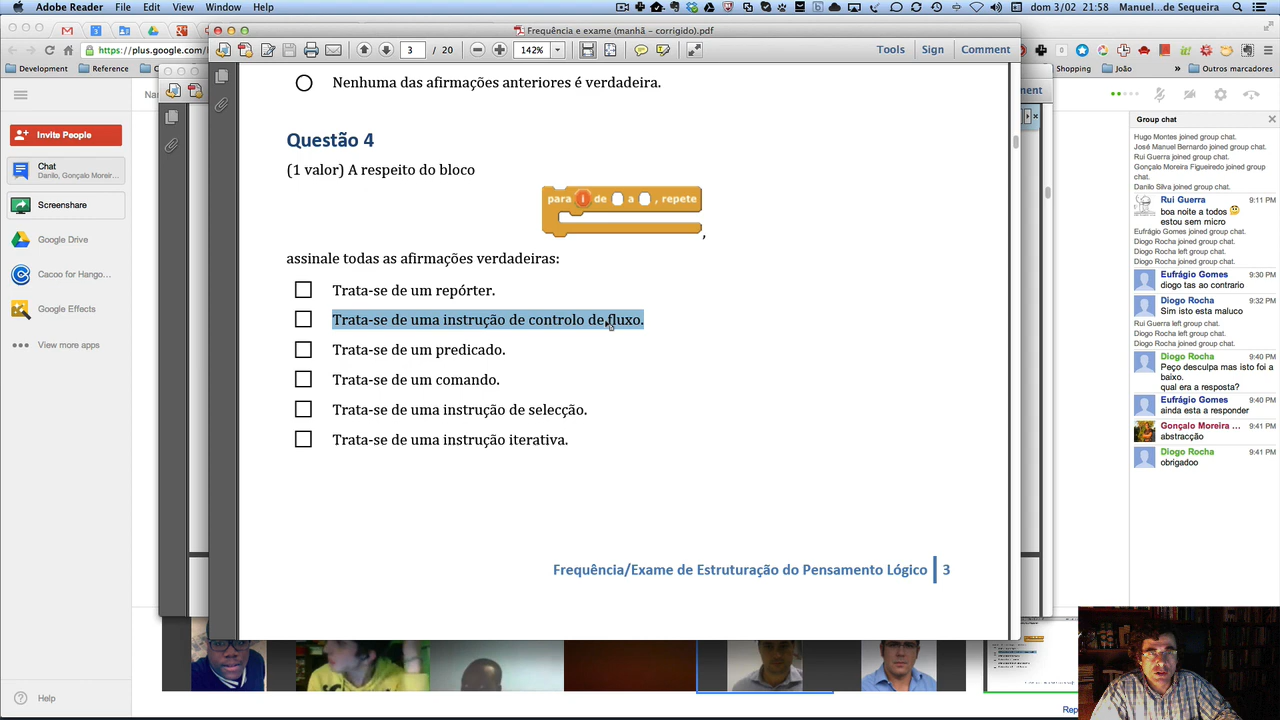 Adobe Reader File Edit View Window Help dom 3/02 21:58 Manuel...de Sequeira
Frequência e exame (manhã – corrigido).pdf
https://plus.google.com/
3 / 20 142% Tools Sign Comment
Development Reference Shopping João » Outros marcadores
Invite People
Chat
Danilo, Gonçalo Moreir...
Screenshare
Google Drive
Cacoo for Hango...
Google Effects
View more apps
Help
Nenhuma das afirmações anteriores é verdadeira.
Questão 4
(1 valor) A respeito do bloco
para i de a , repete
,
assinale todas as afirmações verdadeiras:
Trata-se de um repórter.
Trata-se de uma instrução de controlo de fluxo.
Trata-se de um predicado.
Trata-se de um comando.
Trata-se de uma instrução de selecção.
Trata-se de uma instrução iterativa.
Frequência/Exame de Estruturação do Pensamento Lógico 3
Group chat
Hugo Montes joined group chat.
José Manuel Bernardo joined group chat.
Rui Guerra joined group chat.
Gonçalo Moreira Figueiredo joined group
chat.
Danilo Silva joined group chat.
Rui Guerra 9:11 PM
boa noite a todos
estou sem micro
Eufrágio Gomes joined group chat.
Diogo Rocha joined group chat.
Diogo Rocha left group chat.
Diogo Rocha joined group chat.
Eufrágio Gomes 9:30 PM
diogo tas ao contrario
Diogo Rocha 9:32 PM
Sim isto esta maluco
Rui Guerra left group chat.
Diogo Rocha left group chat.
Diogo Rocha joined group chat.
Diogo Rocha 9:40 PM
Peço desculpa mas isto foi a
baixo.
qual era a resposta?
Eufrágio Gomes 9:40 PM
ainda esta a responder
Gonçalo Moreira ... 9:41 PM
abstracção
Diogo Rocha 9:41 PM
obrigadoo